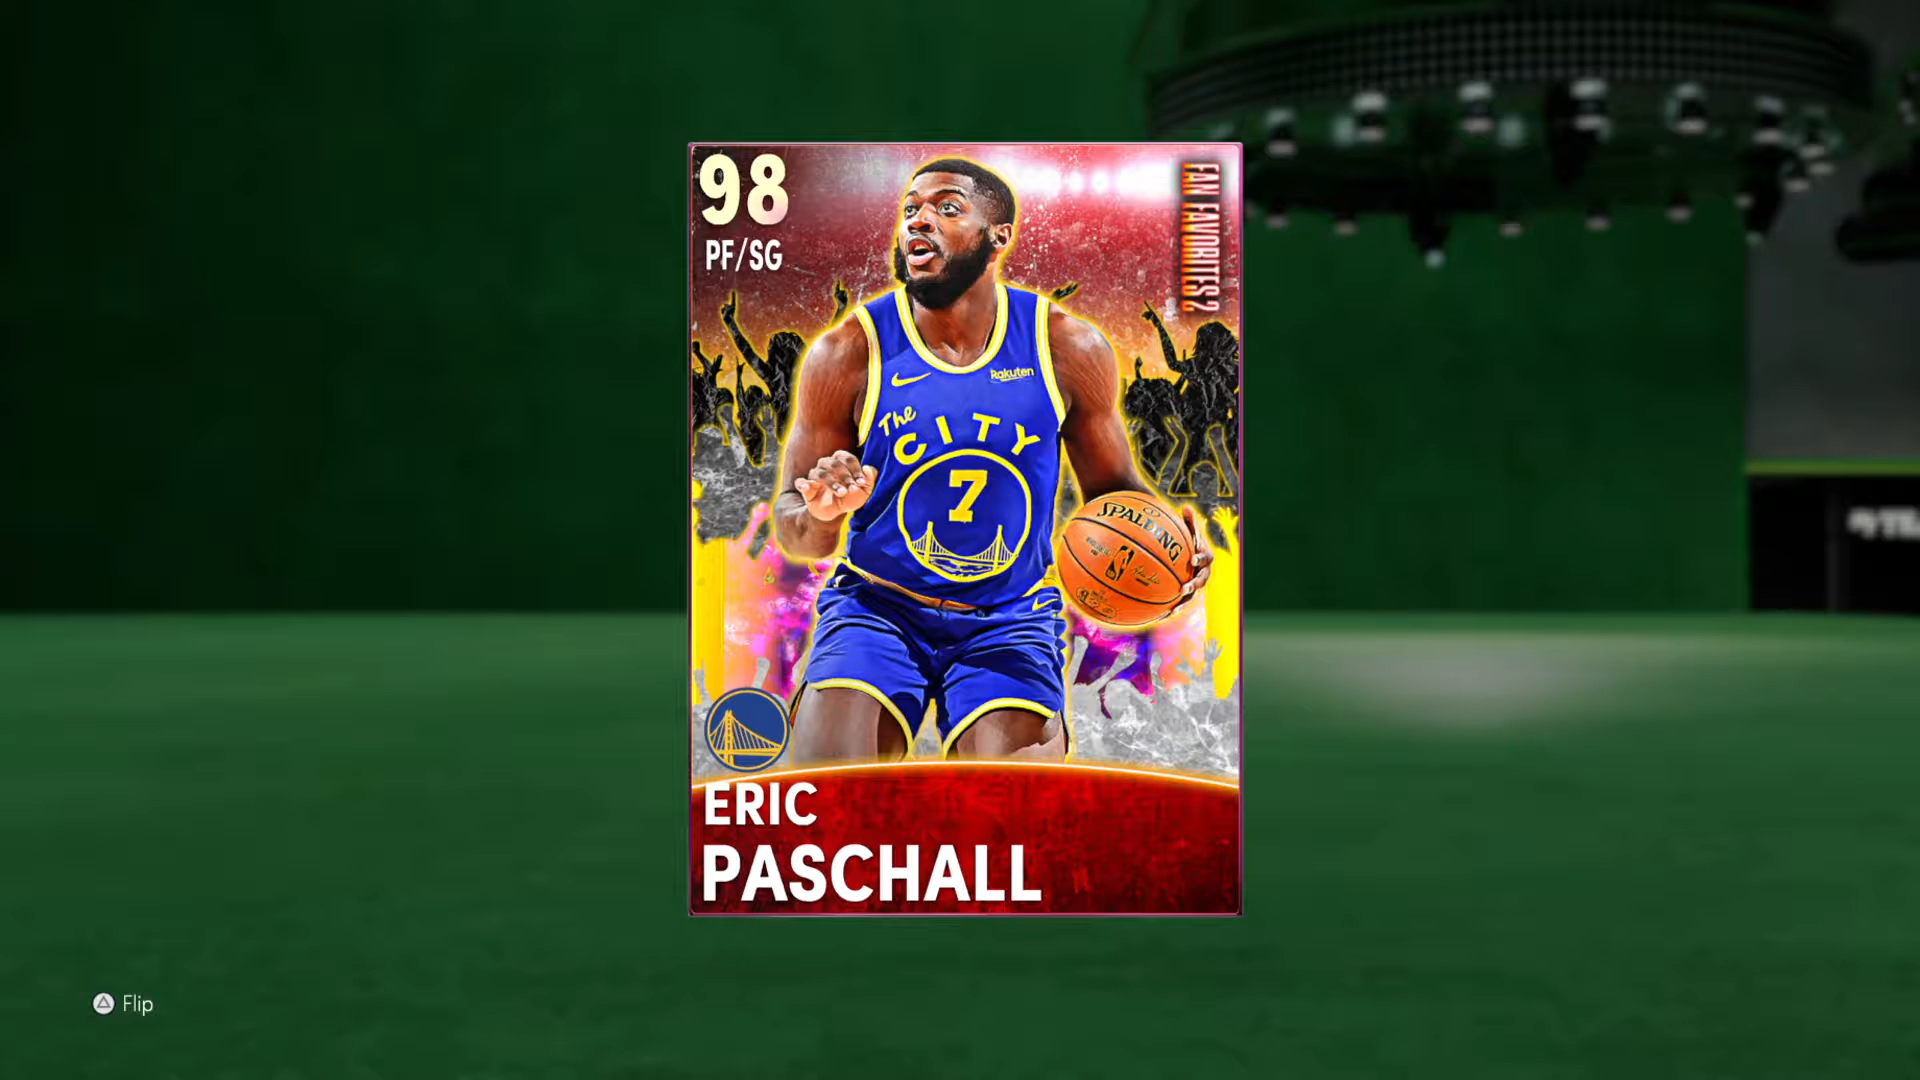 98
PF/SG
FAN FAVORITES 2
Rakuten
The
CITY
7
SPALDING
ERIC
PASCHALL
Flip